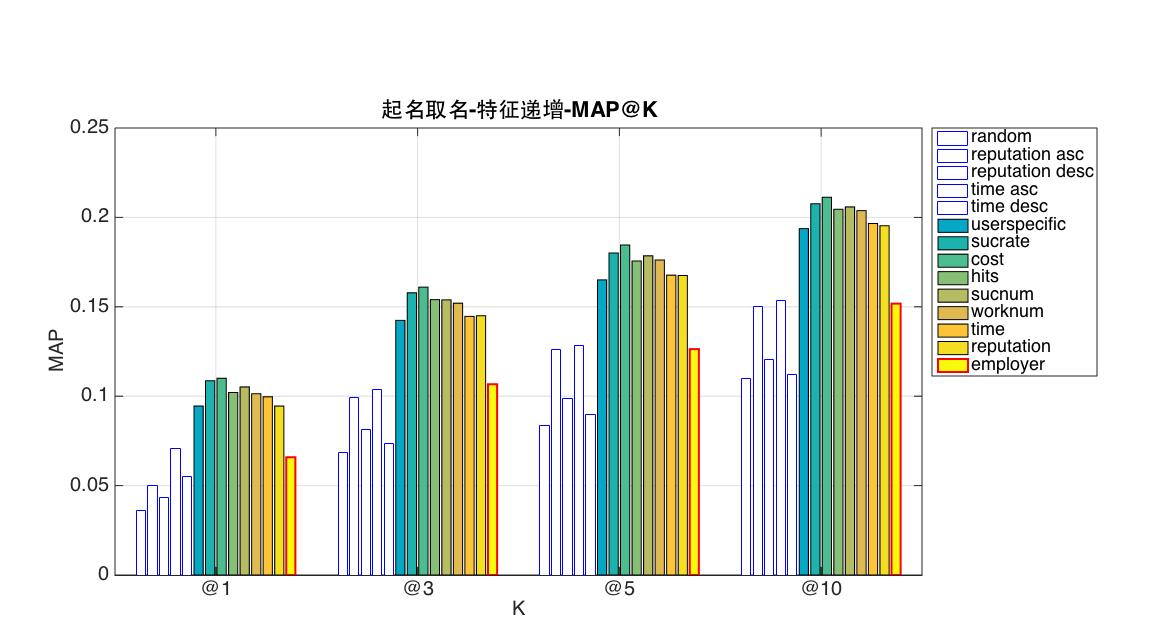 起名取名-特征递增-MAP@K
0.25
0.2
0.15
0.1
0.05
0
MAP
@1
@3
@5
@10
K
random
reputation asc
reputation desc
time asc
time desc
userspecific
sucrate
cost
hits
sucnum
worknum
time
reputation
employer